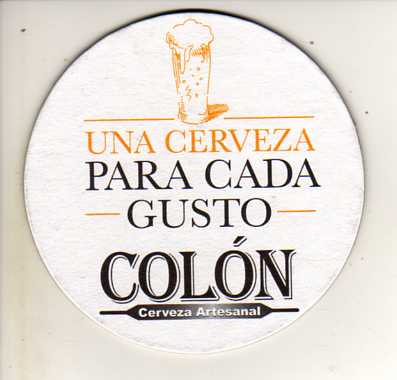 UNA CERVEZA
PARA CADA
GUSTO
COLÓN
Cerveza Artesanal